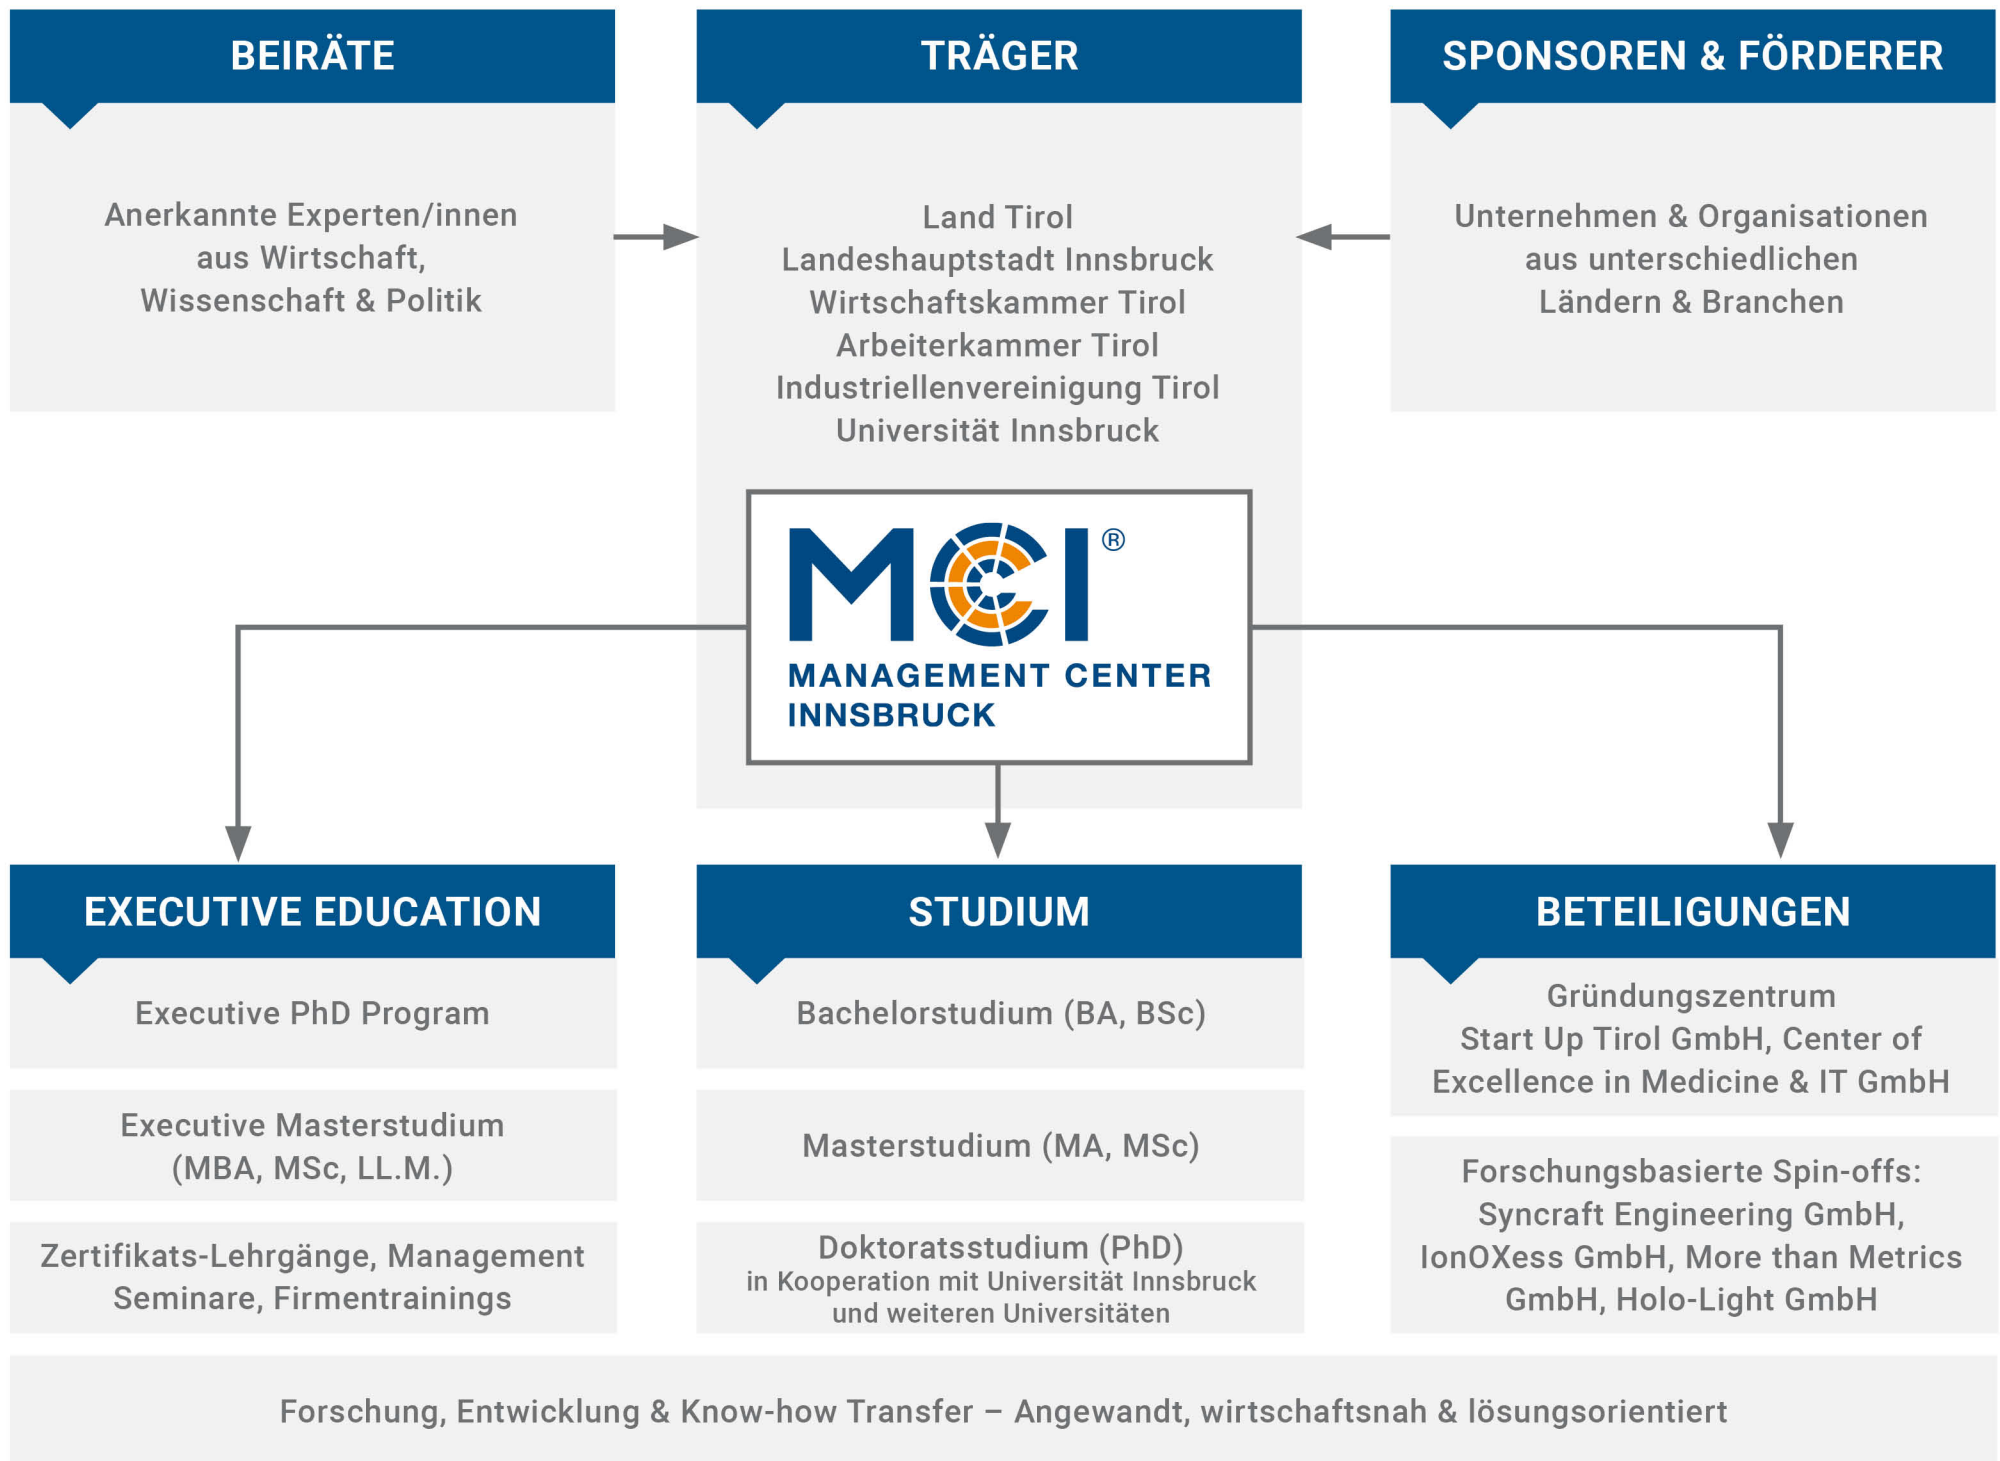 BEIRÄTE
Anerkannte Experten/innen
aus Wirtschaft,
Wissenschaft & Politik
TRÄGER
Land Tirol
Landeshauptstadt Innsbruck
Wirtschaftskammer Tirol
Arbeiterkammer Tirol
Industriellenvereinigung Tirol
Universität Innsbruck
SPONSOREN & FÖRDERER
Unternehmen & Organisationen
aus unterschiedlichen
Ländern & Branchen
MCI®
MANAGEMENT CENTER
INNSBRUCK
EXECUTIVE EDUCATION
Executive PhD Program
Executive Masterstudium
(MBA, MSc, LL.M.)
Zertifikats-Lehrgänge, Management
Seminare, Firmentrainings
STUDIUM
Bachelorstudium (BA, BSc)
Masterstudium (MA, MSc)
Doktoratsstudium (PhD)
in Kooperation mit Universität Innsbruck
und weiteren Universitäten
BETEILIGUNGEN
Gründungszentrum
Start Up Tirol GmbH, Center of
Excellence in Medicine & IT GmbH
Forschungsbasierte Spin-offs:
Syncraft Engineering GmbH,
IonOXess GmbH, More than Metrics
GmbH, Holo-Light GmbH
Forschung, Entwicklung & Know-how Transfer – Angewandt, wirtschaftsnah & lösungsorientiert